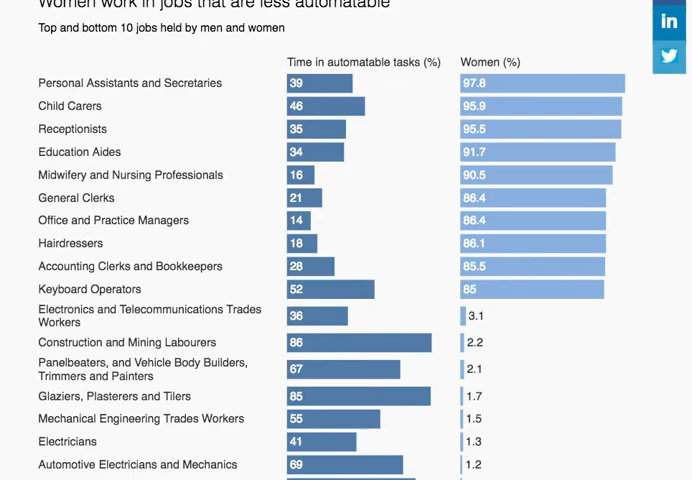 Women work in jobs that are less automatable
Top and bottom 10 jobs held by men and women
Time in automatable tasks (%) Women (%)
Personal Assistants and Secretaries 39 97.8
Child Carers 46 95.9
Receptionists 35 95.5
Education Aides 34 91.7
Midwifery and Nursing Professionals 16 90.5
General Clerks 21 86.4
Office and Practice Managers 14 86.4
Hairdressers 18 86.1
Accounting Clerks and Bookkeepers 28 85.5
Keyboard Operators 52 85
Electronics and Telecommunications Trades
Workers 36 3.1
Construction and Mining Labourers 86 2.2
Panelbeaters, and Vehicle Body Builders,
Trimmers and Painters 67 2.1
Glaziers, Plasterers and Tilers 85 1.7
Mechanical Engineering Trades Workers 55 1.5
Electricians 41 1.3
Automotive Electricians and Mechanics 69 1.2
in